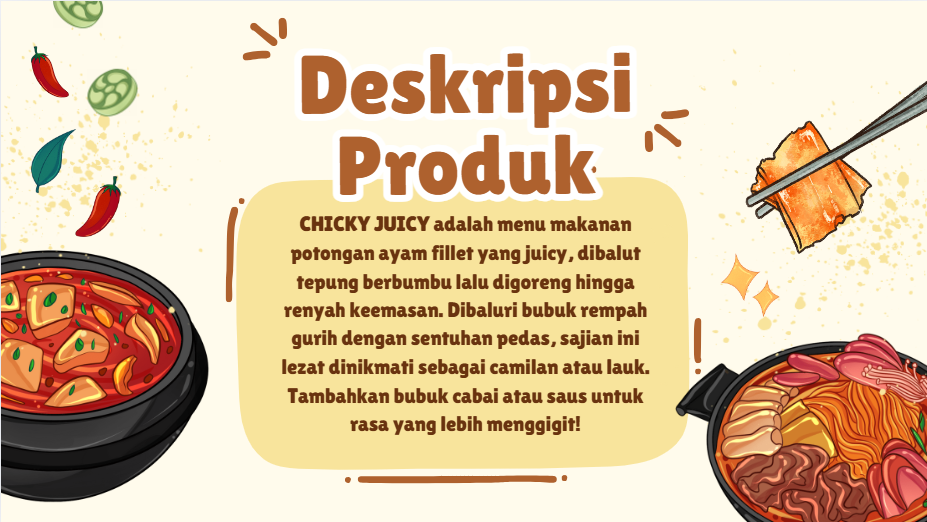 Deskripsi
Produk
CHICKY JUICY adalah menu makanan
potongan ayam fillet yang juicy, dibalut
tepung berbumbu lalu digoreng hingga
renyah keemasan. Dibaluri bubuk rempah
gurih dengan sentuhan pedas, sajian ini
lezat dinikmati sebagai camilan atau lauk.
Tambahkan bubuk cabai atau saus untuk
rasa yang lebih menggigit!